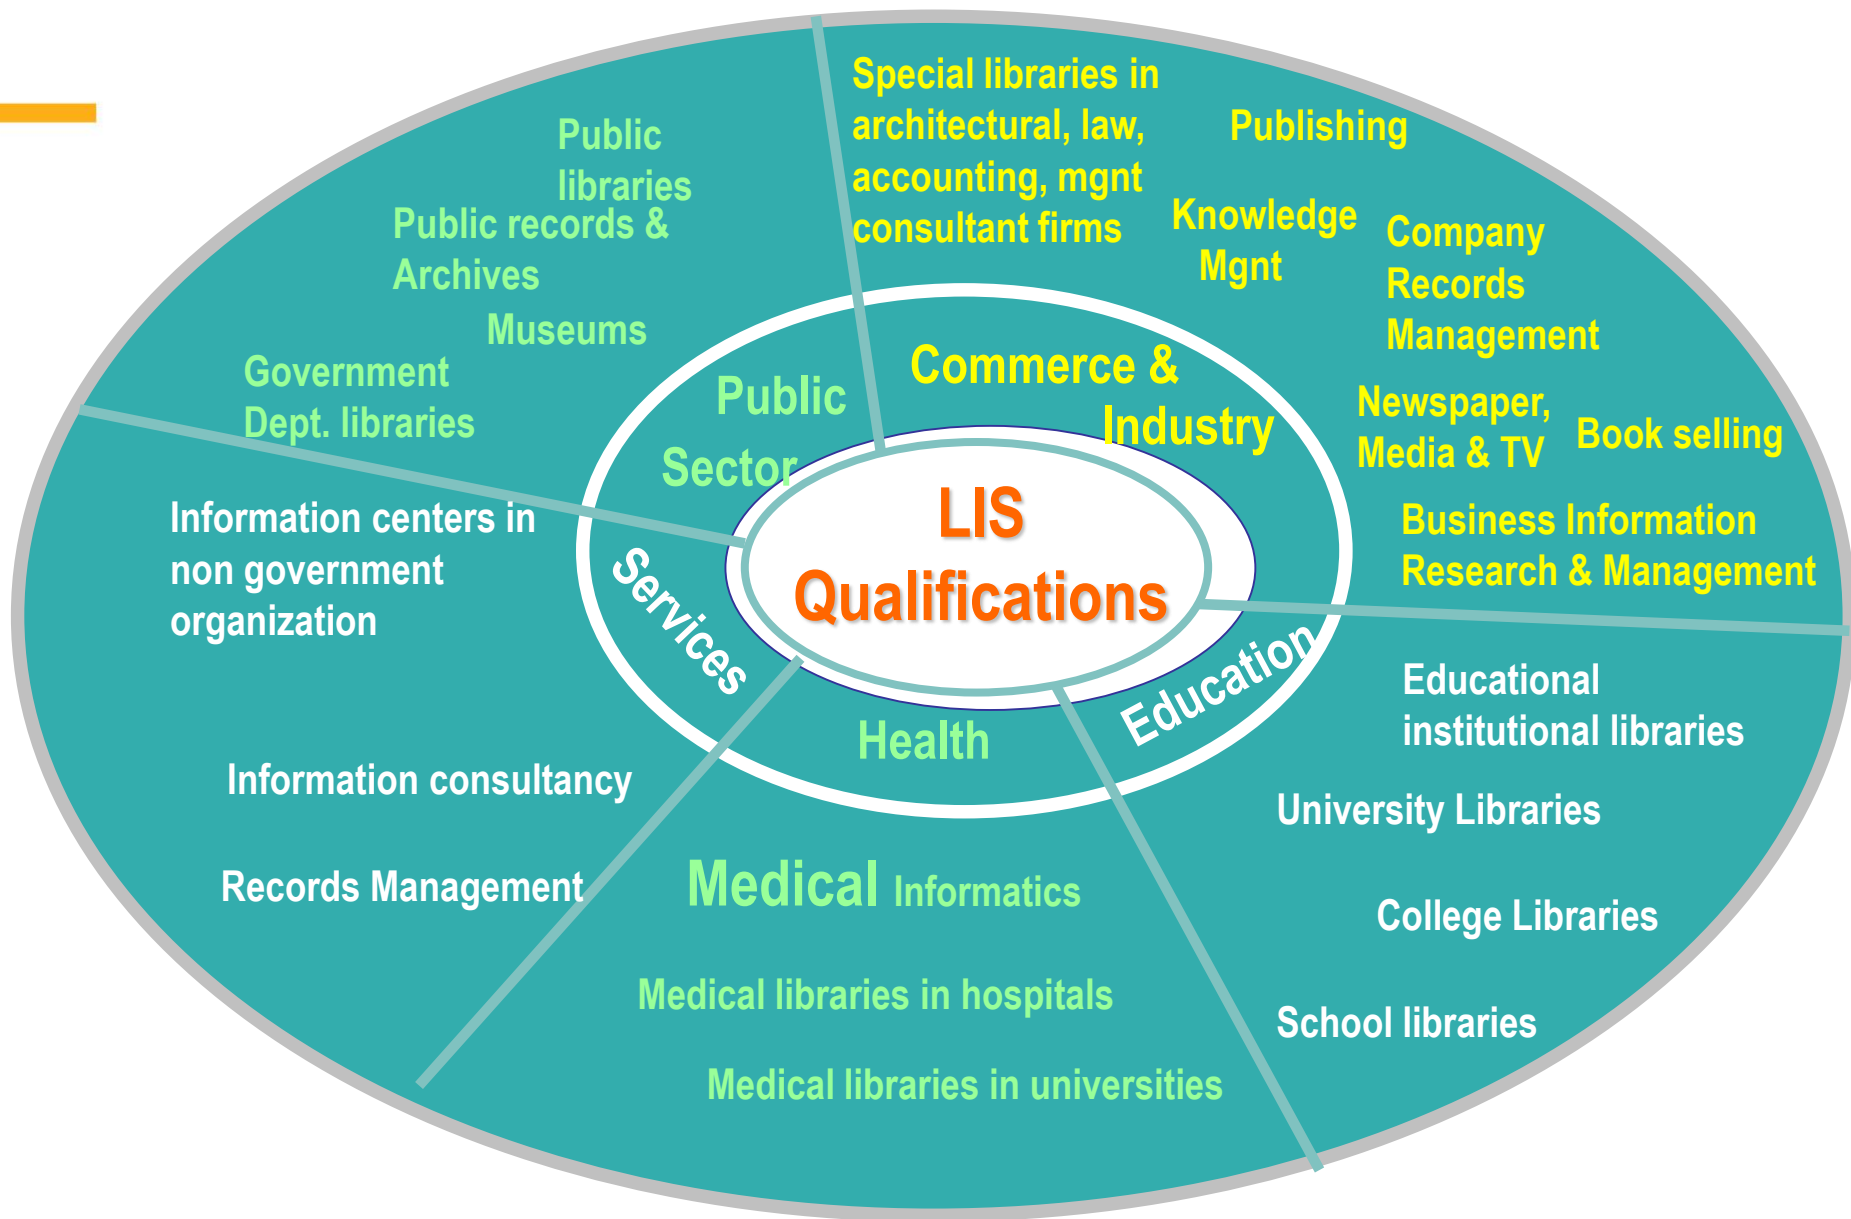 LIS
Qualifications
Public
Sector
Public
libraries
Public records &
Archives
Museums
Government
Dept. libraries
Commerce &
Industry
Special libraries in
architectural, law,
accounting, mgnt
consultant firms
Publishing
Knowledge
Mgnt
Company
Records
Management
Newspaper,
Media & TV
Book selling
Business Information
Research & Management
Education
Educational
institutional libraries
University Libraries
College Libraries
School libraries
Health
Medical Informatics
Medical libraries in hospitals
Medical libraries in universities
Services
Information centers in
non government
organization
Information consultancy
Records Management